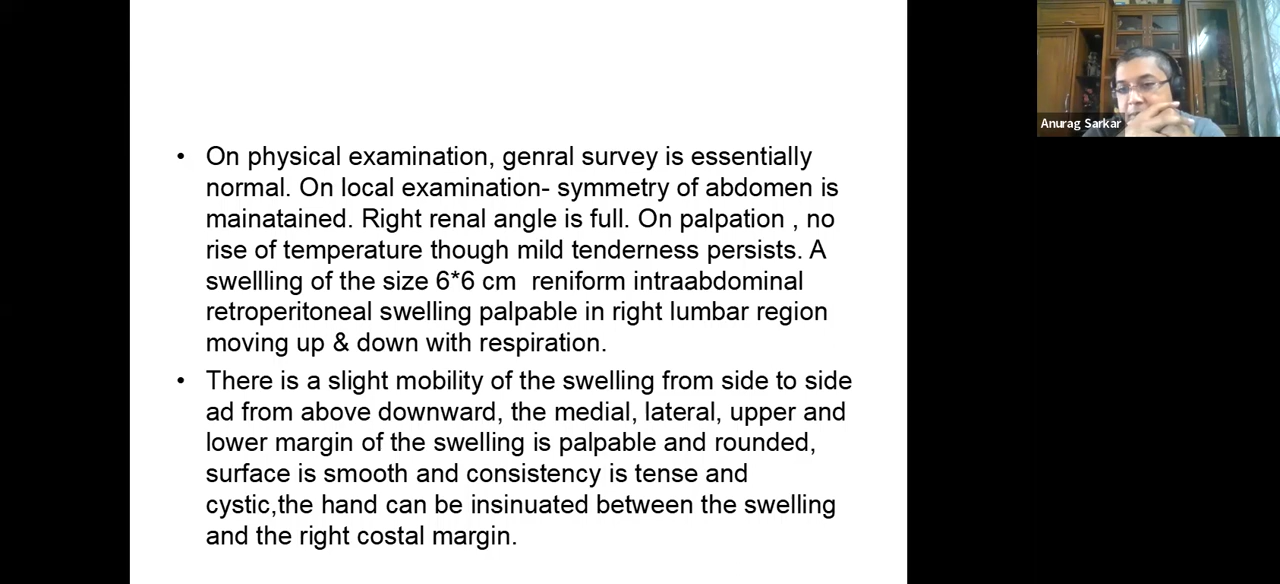 • On physical examination, genral survey is essentially
normal. On local examination- symmetry of abdomen is
mainatained. Right renal angle is full. On palpation , no
rise of temperature though mild tenderness persists. A
swellling of the size 6*6 cm  reniform intraabdominal
retroperitoneal swelling palpable in right lumbar region
moving up & down with respiration.
• There is a slight mobility of the swelling from side to side
ad from above downward, the medial, lateral, upper and
lower margin of the swelling is palpable and rounded,
surface is smooth and consistency is tense and
cystic,the hand can be insinuated between the swelling
and the right costal margin.
Anurag Sarkar